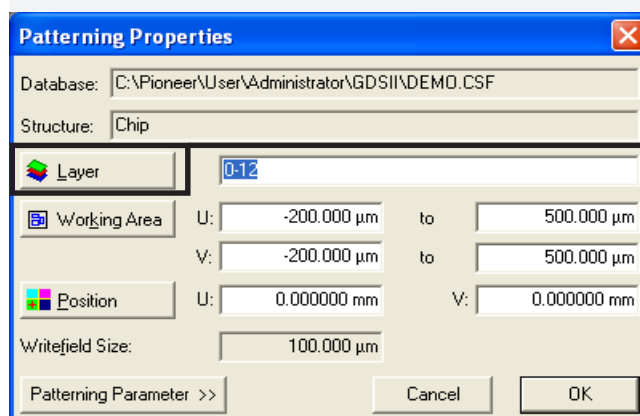 Patterning Properties
Database: C:\Pioneer\User\Administrator\GDSII\DEMO.CSF
Structure: Chip
Layer 0-12
Working Area U: -200.000 µm to 500.000 µm
V: -200.000 µm to 500.000 µm
Position U: 0.000000 mm V: 0.000000 mm
Writefield Size: 100.000 µm
Patterning Parameter >> Cancel OK